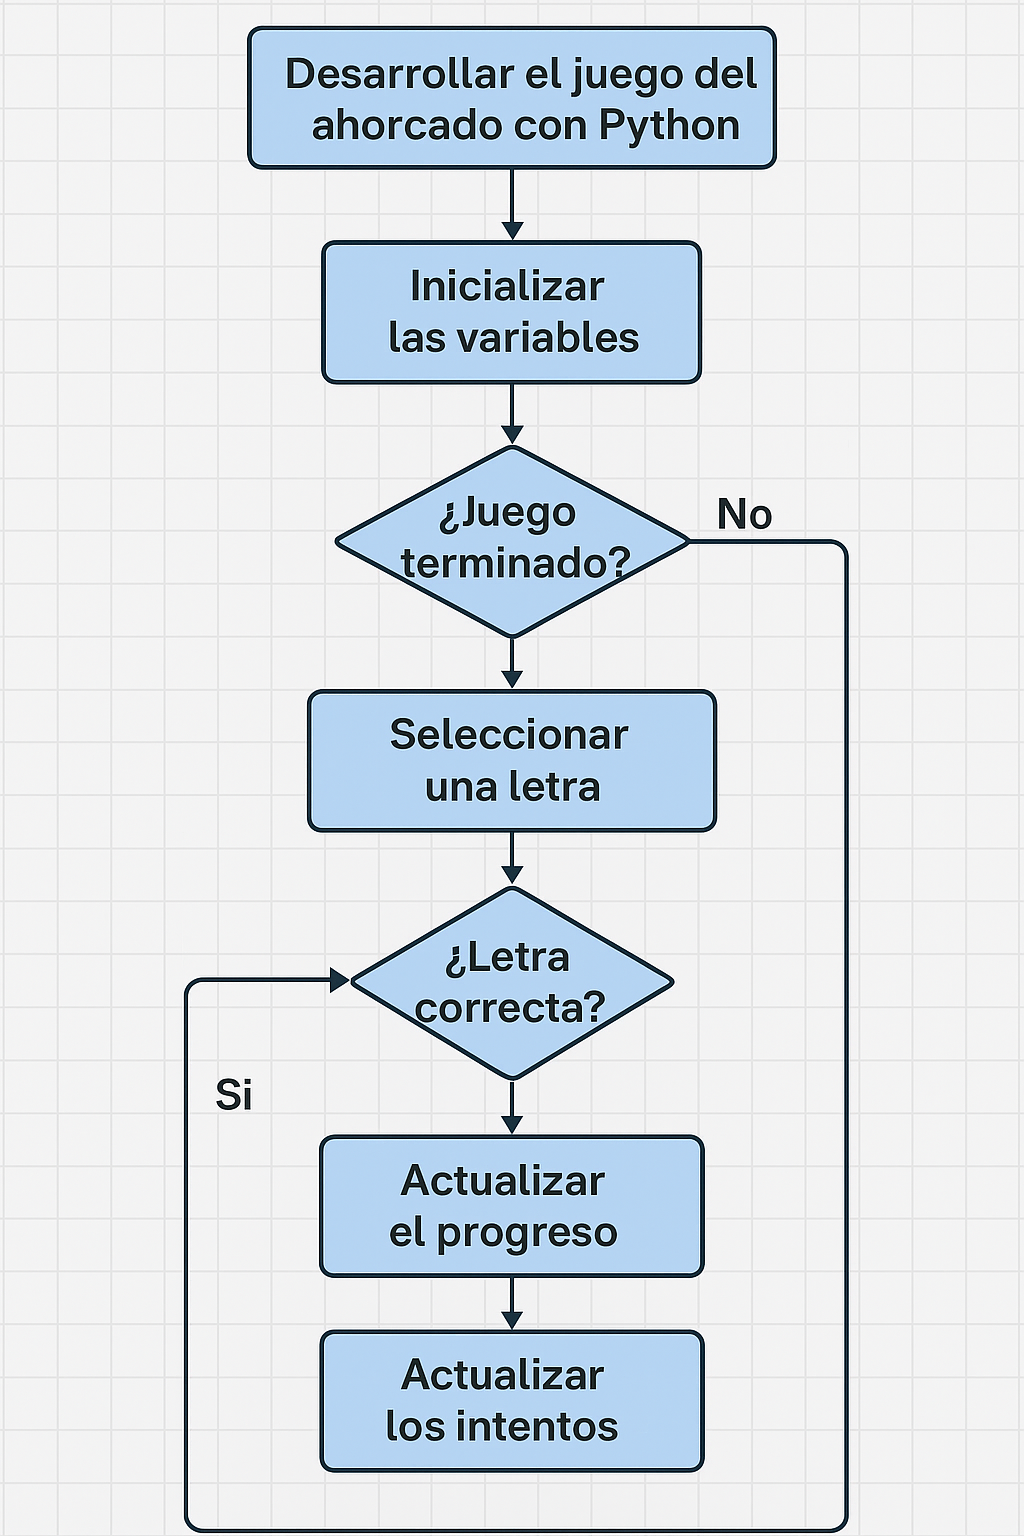 Desarrollar el juego del
ahorcado con Python
Inicializar
las variables
¿Juego
terminado?
No
Seleccionar
una letra
¿Letra
correcta?
Si
Actualizar
el progreso
Actualizar
los intentos